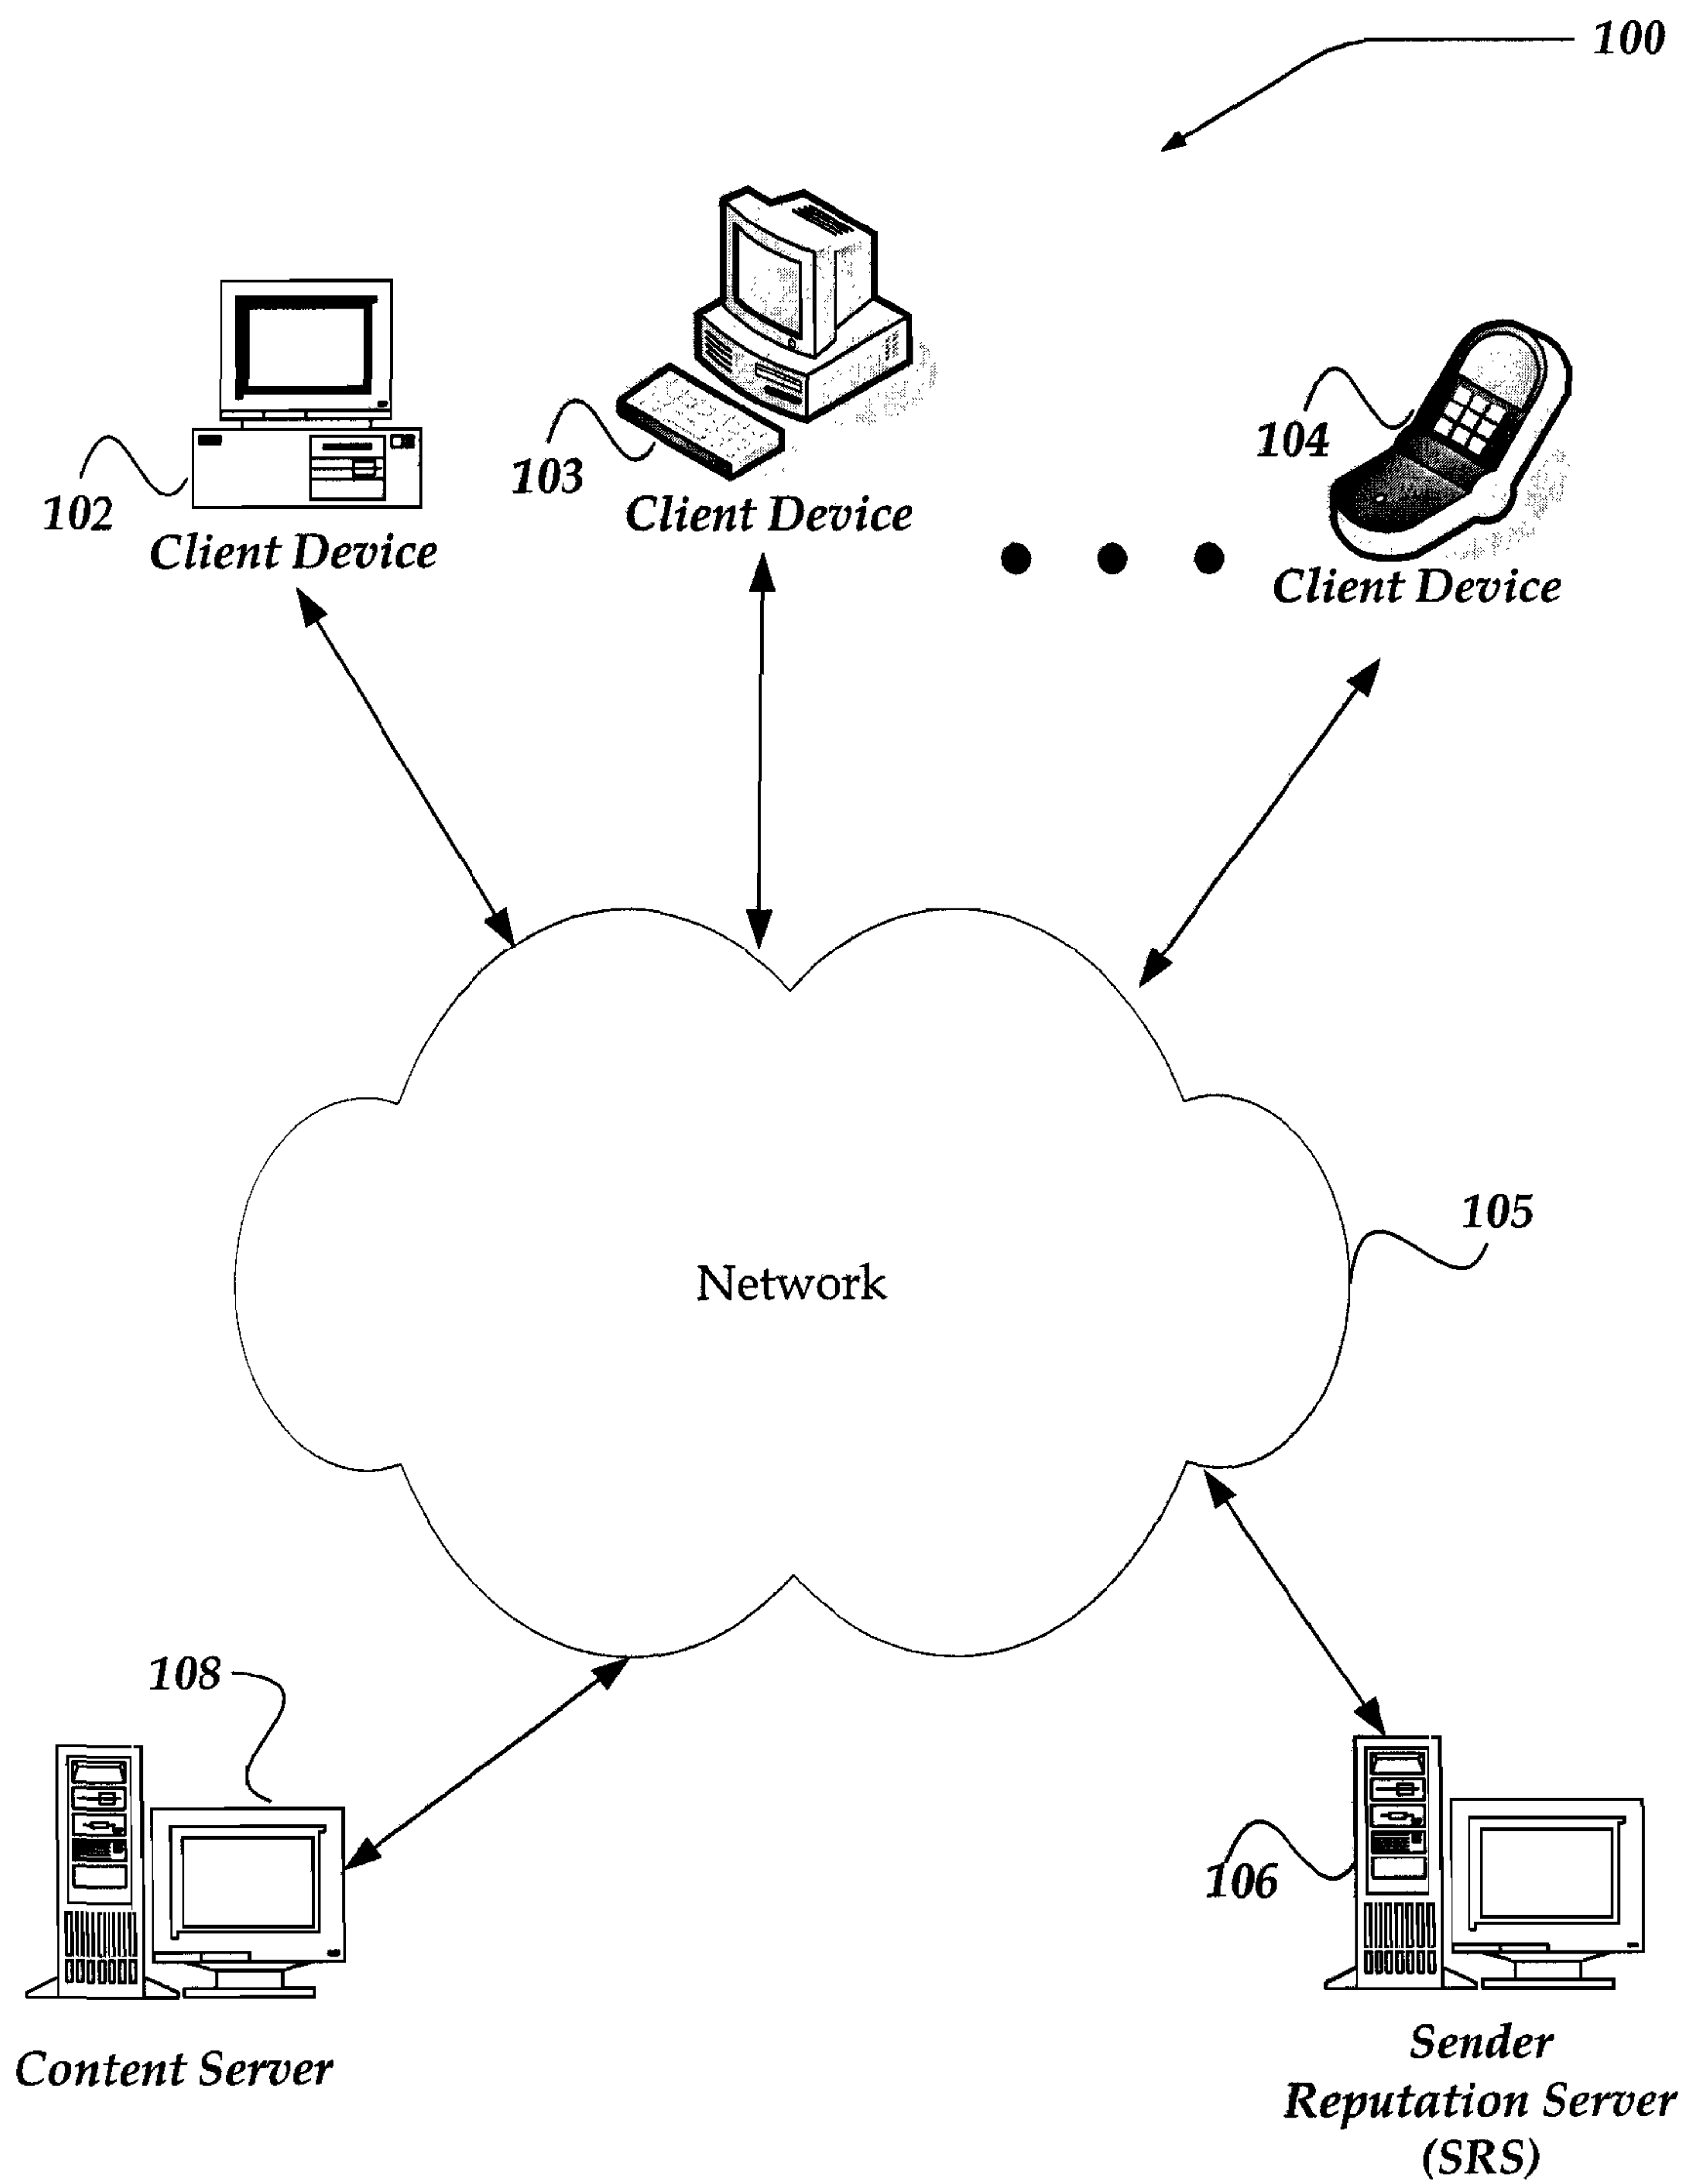 100
102
Client Device
103
Client Device
104
Client Device
Network
105
108
Content Server
106
Sender
Reputation Server
(SRS)